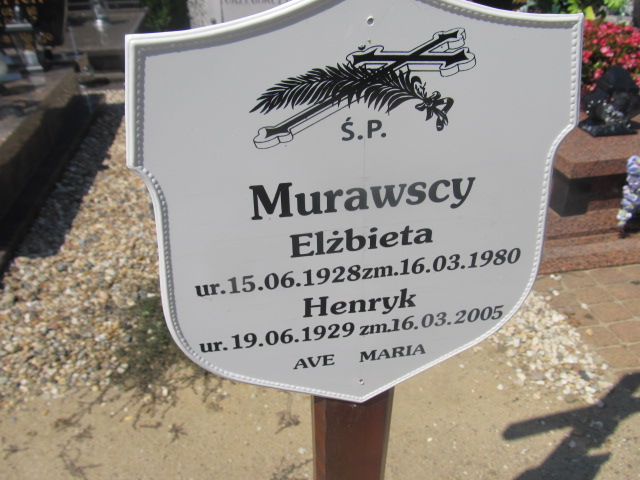 Ś.P.
Murawscy
Elżbieta
ur.15.06.1928zm.16.03.1980
Henryk
ur.19.06.1929 zm.16.03.2005
AVE MARIA